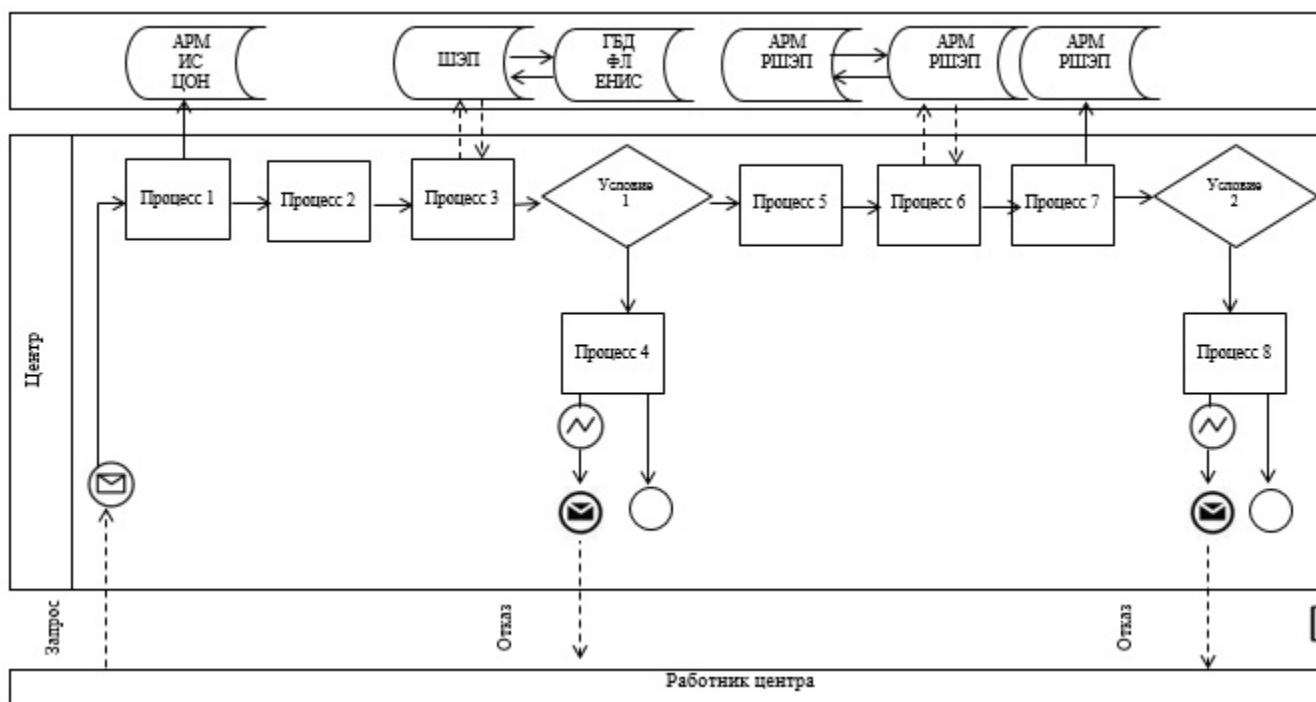 АРМ
ИС
ЦОН
ШЭП
ГБД
ФЛ
ЕНИС
АРМ
РШЭП
АРМ
РШЭП
АРМ
РШЭП
Центр
Процесс 1
Процесс 2
Процесс 3
Условие
1
Процесс 5
Процесс 6
Процесс 7
Условие
2
Процесс 4
Процесс 8
Запрос
Отказ
Отказ
Работник центра